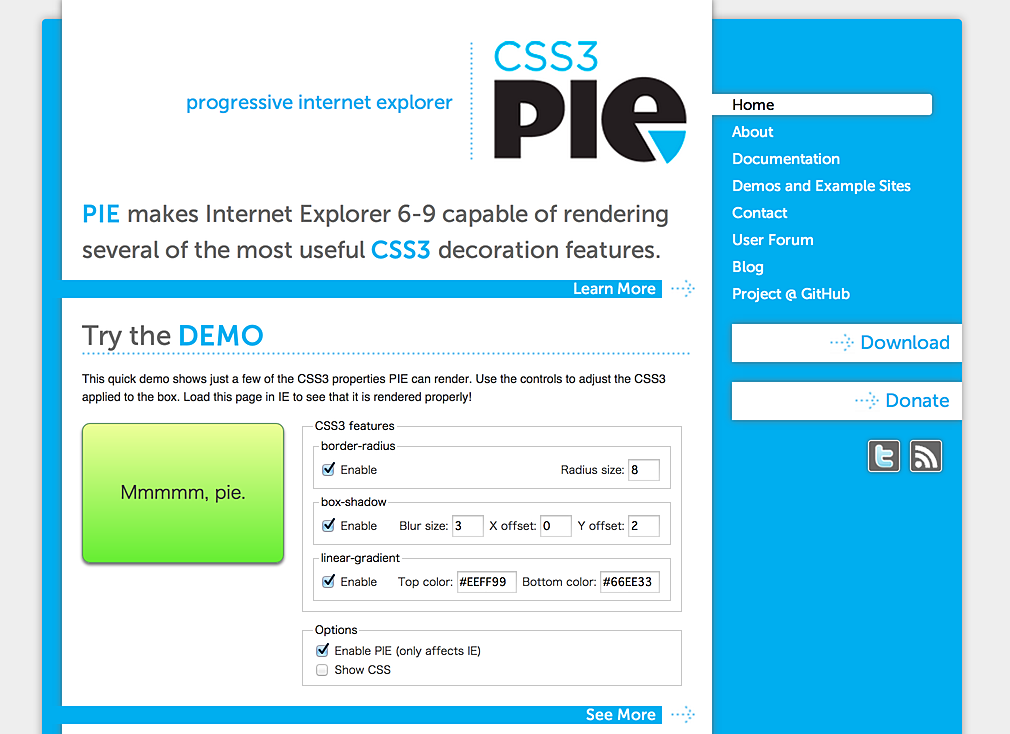 CSS3
PIE
progressive internet explorer
PIE makes Internet Explorer 6-9 capable of rendering
several of the most useful CSS3 decoration features.
Learn More
Home
About
Documentation
Demos and Example Sites
Contact
User Forum
Blog
Project @ GitHub
Download
Donate
Try the DEMO
This quick demo shows just a few of the CSS3 properties PIE can render. Use the controls to adjust the CSS3
applied to the box. Load this page in IE to see that it is rendered properly!
Mmmmm, pie.
CSS3 features
border-radius
Enable Radius size: 8
box-shadow
Enable Blur size: 3 X offset: 0 Y offset: 2
linear-gradient
Enable Top color: #EEFF99 Bottom color: #66EE33
Options
Enable PIE (only affects IE)
Show CSS
See More